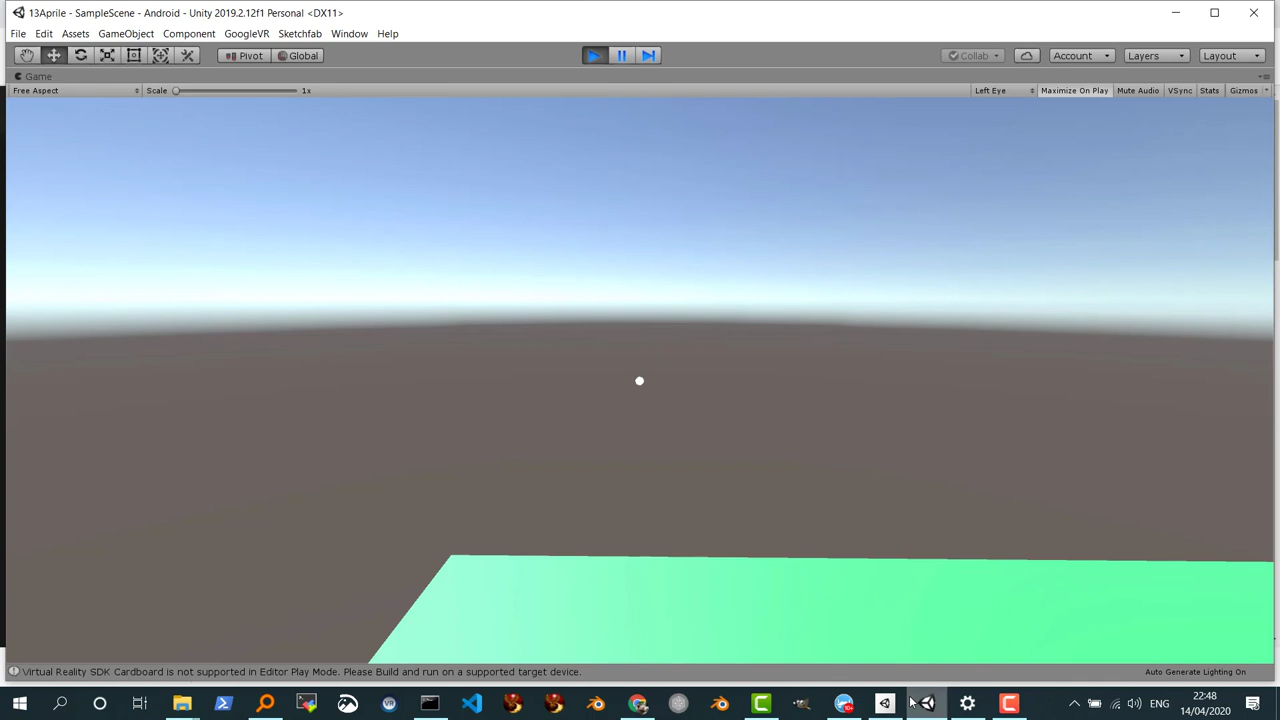 13Aprile - SampleScene - Android - Unity 2019.2.12f1 Personal <DX11>
File Edit Assets GameObject Component GoogleVR Sketchfab Window Help
Pivot Global Collab Account Layers Layout
Game
Free Aspect Scale 1x Left Eye Maximize On Play Mute Audio VSync Stats Gizmos
Virtual Reality SDK Cardboard is not supported in Editor Play Mode. Please Build and run on a supported target device. Auto Generate Lighting On
VR 10+ ENG 22:48
14/04/2020